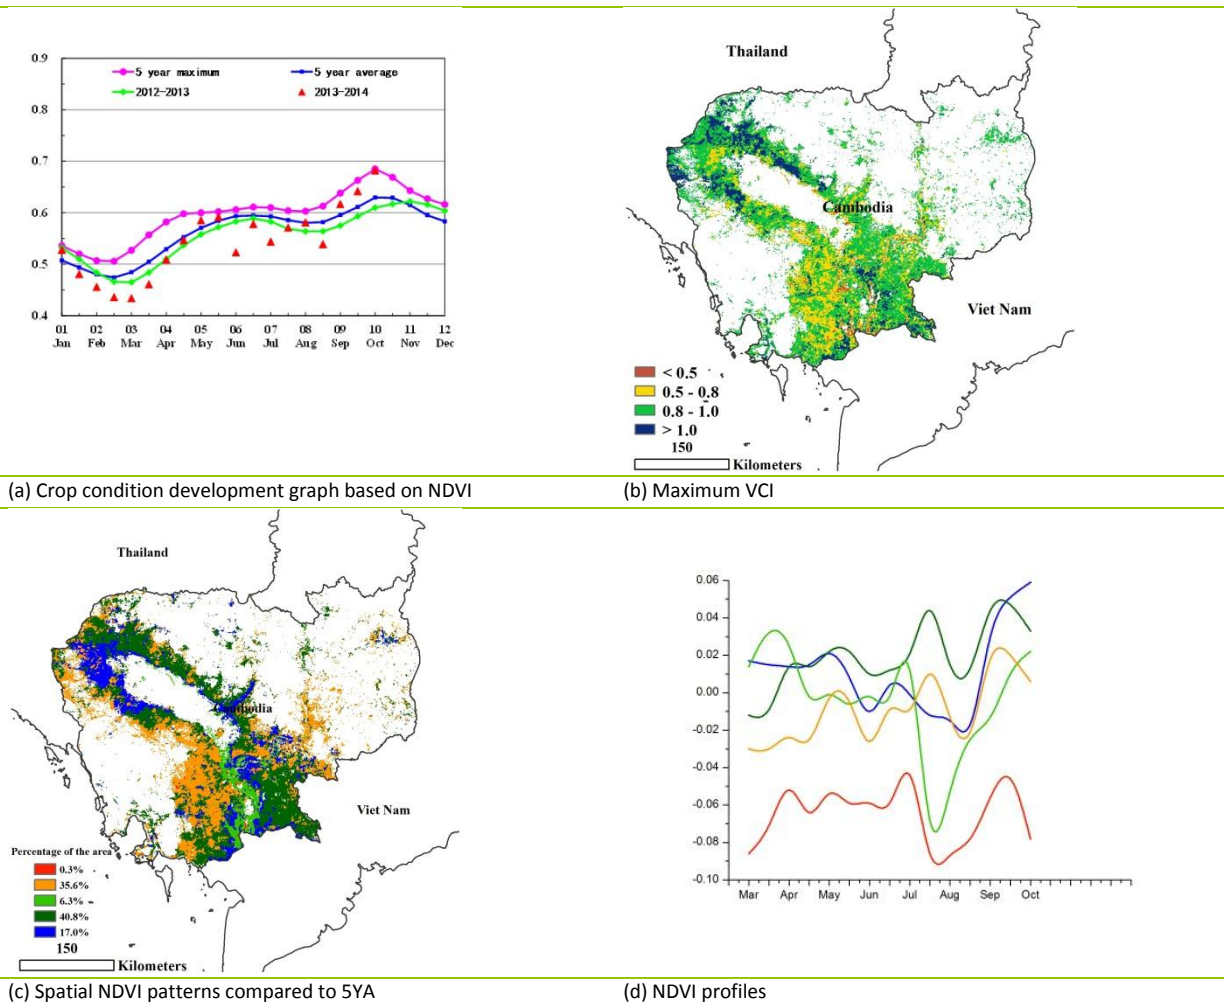 0.9
0.8
0.7
0.6
0.5
0.4
5 year maximum
5 year average
2012-2013
2013-2014
01 02 03 04 05 06 07 08 09 10 11 12
Jan Feb Mar Apr May Jun Jul Aug Sep Oct Nov Dec
Thailand
Cambodia
Viet Nam
< 0.5
0.5 - 0.8
0.8 - 1.0
> 1.0
150
Kilometers
(a) Crop condition development graph based on NDVI
(b) Maximum VCI
Thailand
Cambodia
Viet Nam
Percentage of the area
0.3%
35.6%
6.3%
40.8%
17.0%
150
Kilometers
0.06
0.04
0.02
0.00
-0.02
-0.04
-0.06
-0.08
-0.10
Mar Apr May Jun Jul Aug Sep Oct
(c) Spatial NDVI patterns compared to 5YA
(d) NDVI profiles